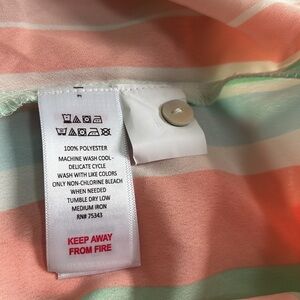 100% POLYESTER
MACHINE WASH COOL -
DELICATE CYCLE
WASH WITH LIKE COLORS
ONLY NON-CHLORINE BLEACH
WHEN NEEDED
TUMBLE DRY LOW
MEDIUM IRON
RN# 75343
KEEP AWAY
FROM FIRE